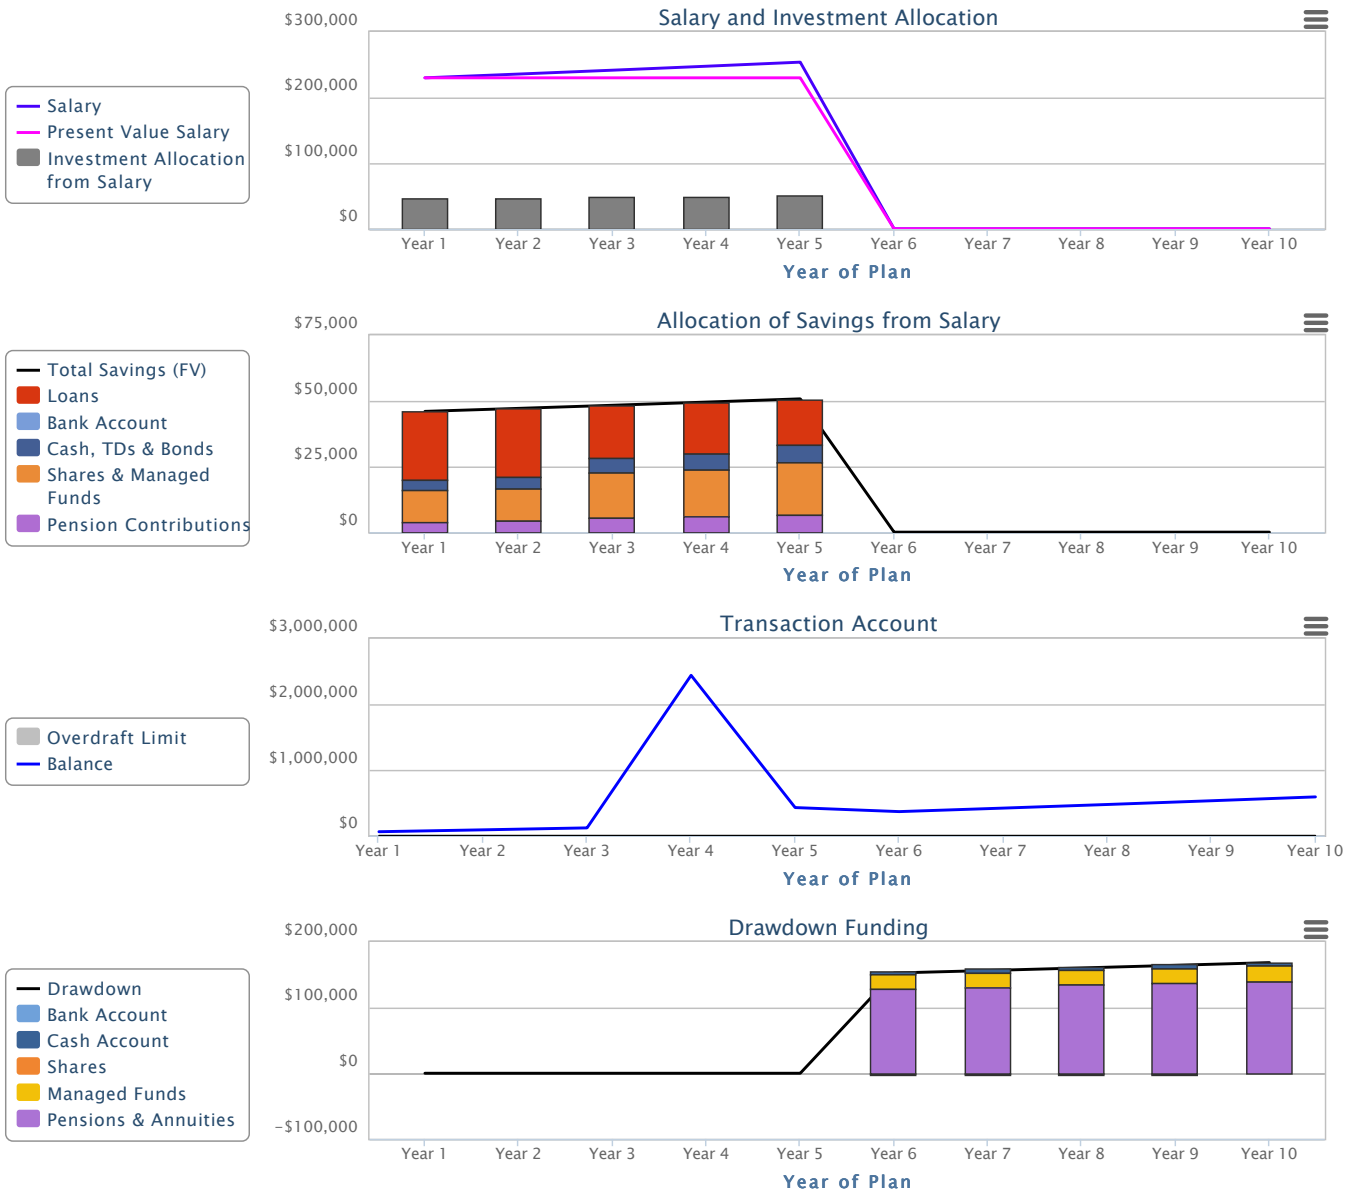 Salary and Investment Allocation
$300,000
$200,000
$100,000
$0
Salary
Present Value Salary
Investment Allocation
from Salary
Year 1 Year 2 Year 3 Year 4 Year 5 Year 6 Year 7 Year 8 Year 9 Year 10
Year of Plan
Allocation of Savings from Salary
$75,000
$50,000
$25,000
$0
Total Savings (FV)
Loans
Bank Account
Cash, TDs & Bonds
Shares & Managed
Funds
Pension Contributions
Year 1 Year 2 Year 3 Year 4 Year 5 Year 6 Year 7 Year 8 Year 9 Year 10
Year of Plan
Transaction Account
$3,000,000
$2,000,000
$1,000,000
$0
Overdraft Limit
Balance
Year 1 Year 2 Year 3 Year 4 Year 5 Year 6 Year 7 Year 8 Year 9 Year 10
Year of Plan
Drawdown Funding
$200,000
$100,000
$0
-$100,000
Drawdown
Bank Account
Cash Account
Shares
Managed Funds
Pensions & Annuities
Year 1 Year 2 Year 3 Year 4 Year 5 Year 6 Year 7 Year 8 Year 9 Year 10
Year of Plan